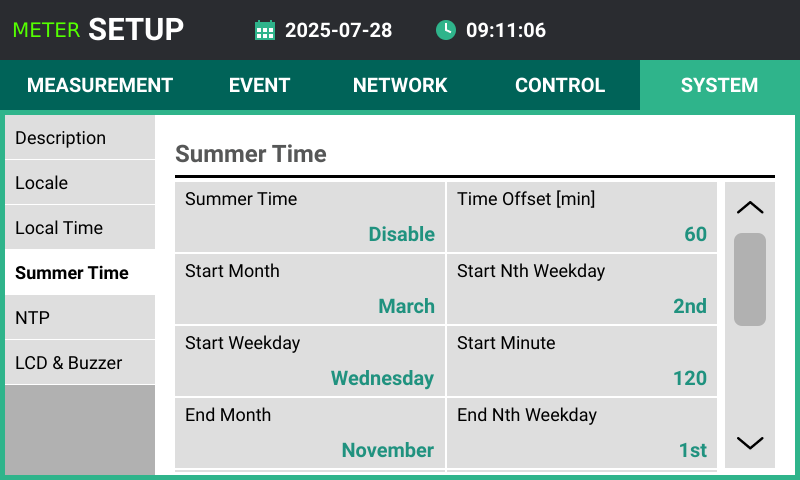 METER SETUP 2025-07-28 09:11:06
MEASUREMENT EVENT NETWORK CONTROL SYSTEM
Description
Locale
Local Time
Summer Time
NTP
LCD & Buzzer
Summer Time
Summer Time Time Offset [min]
Disable 60
Start Month Start Nth Weekday
March 2nd
Start Weekday Start Minute
Wednesday 120
End Month End Nth Weekday
November 1st